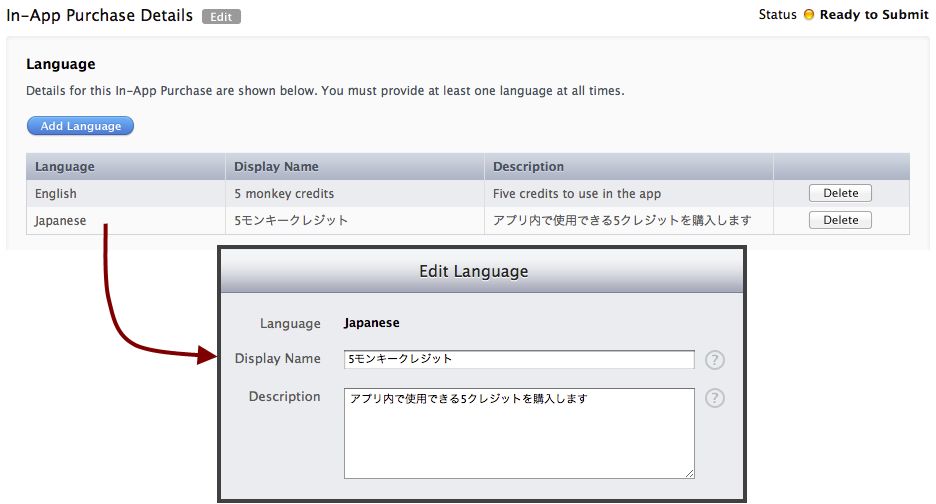 In-App Purchase Details Edit Status Ready to Submit
Language
Details for this In-App Purchase are shown below. You must provide at least one language at all times.
Add Language
Language Display Name Description
English 5 monkey credits Five credits to use in the app Delete
Japanese 5モンキークレジット アプリ内で使用できる5クレジットを購入します Delete
Edit Language
Language Japanese
Display Name 5モンキークレジット ?
Description アプリ内で使用できる5クレジットを購入します ?